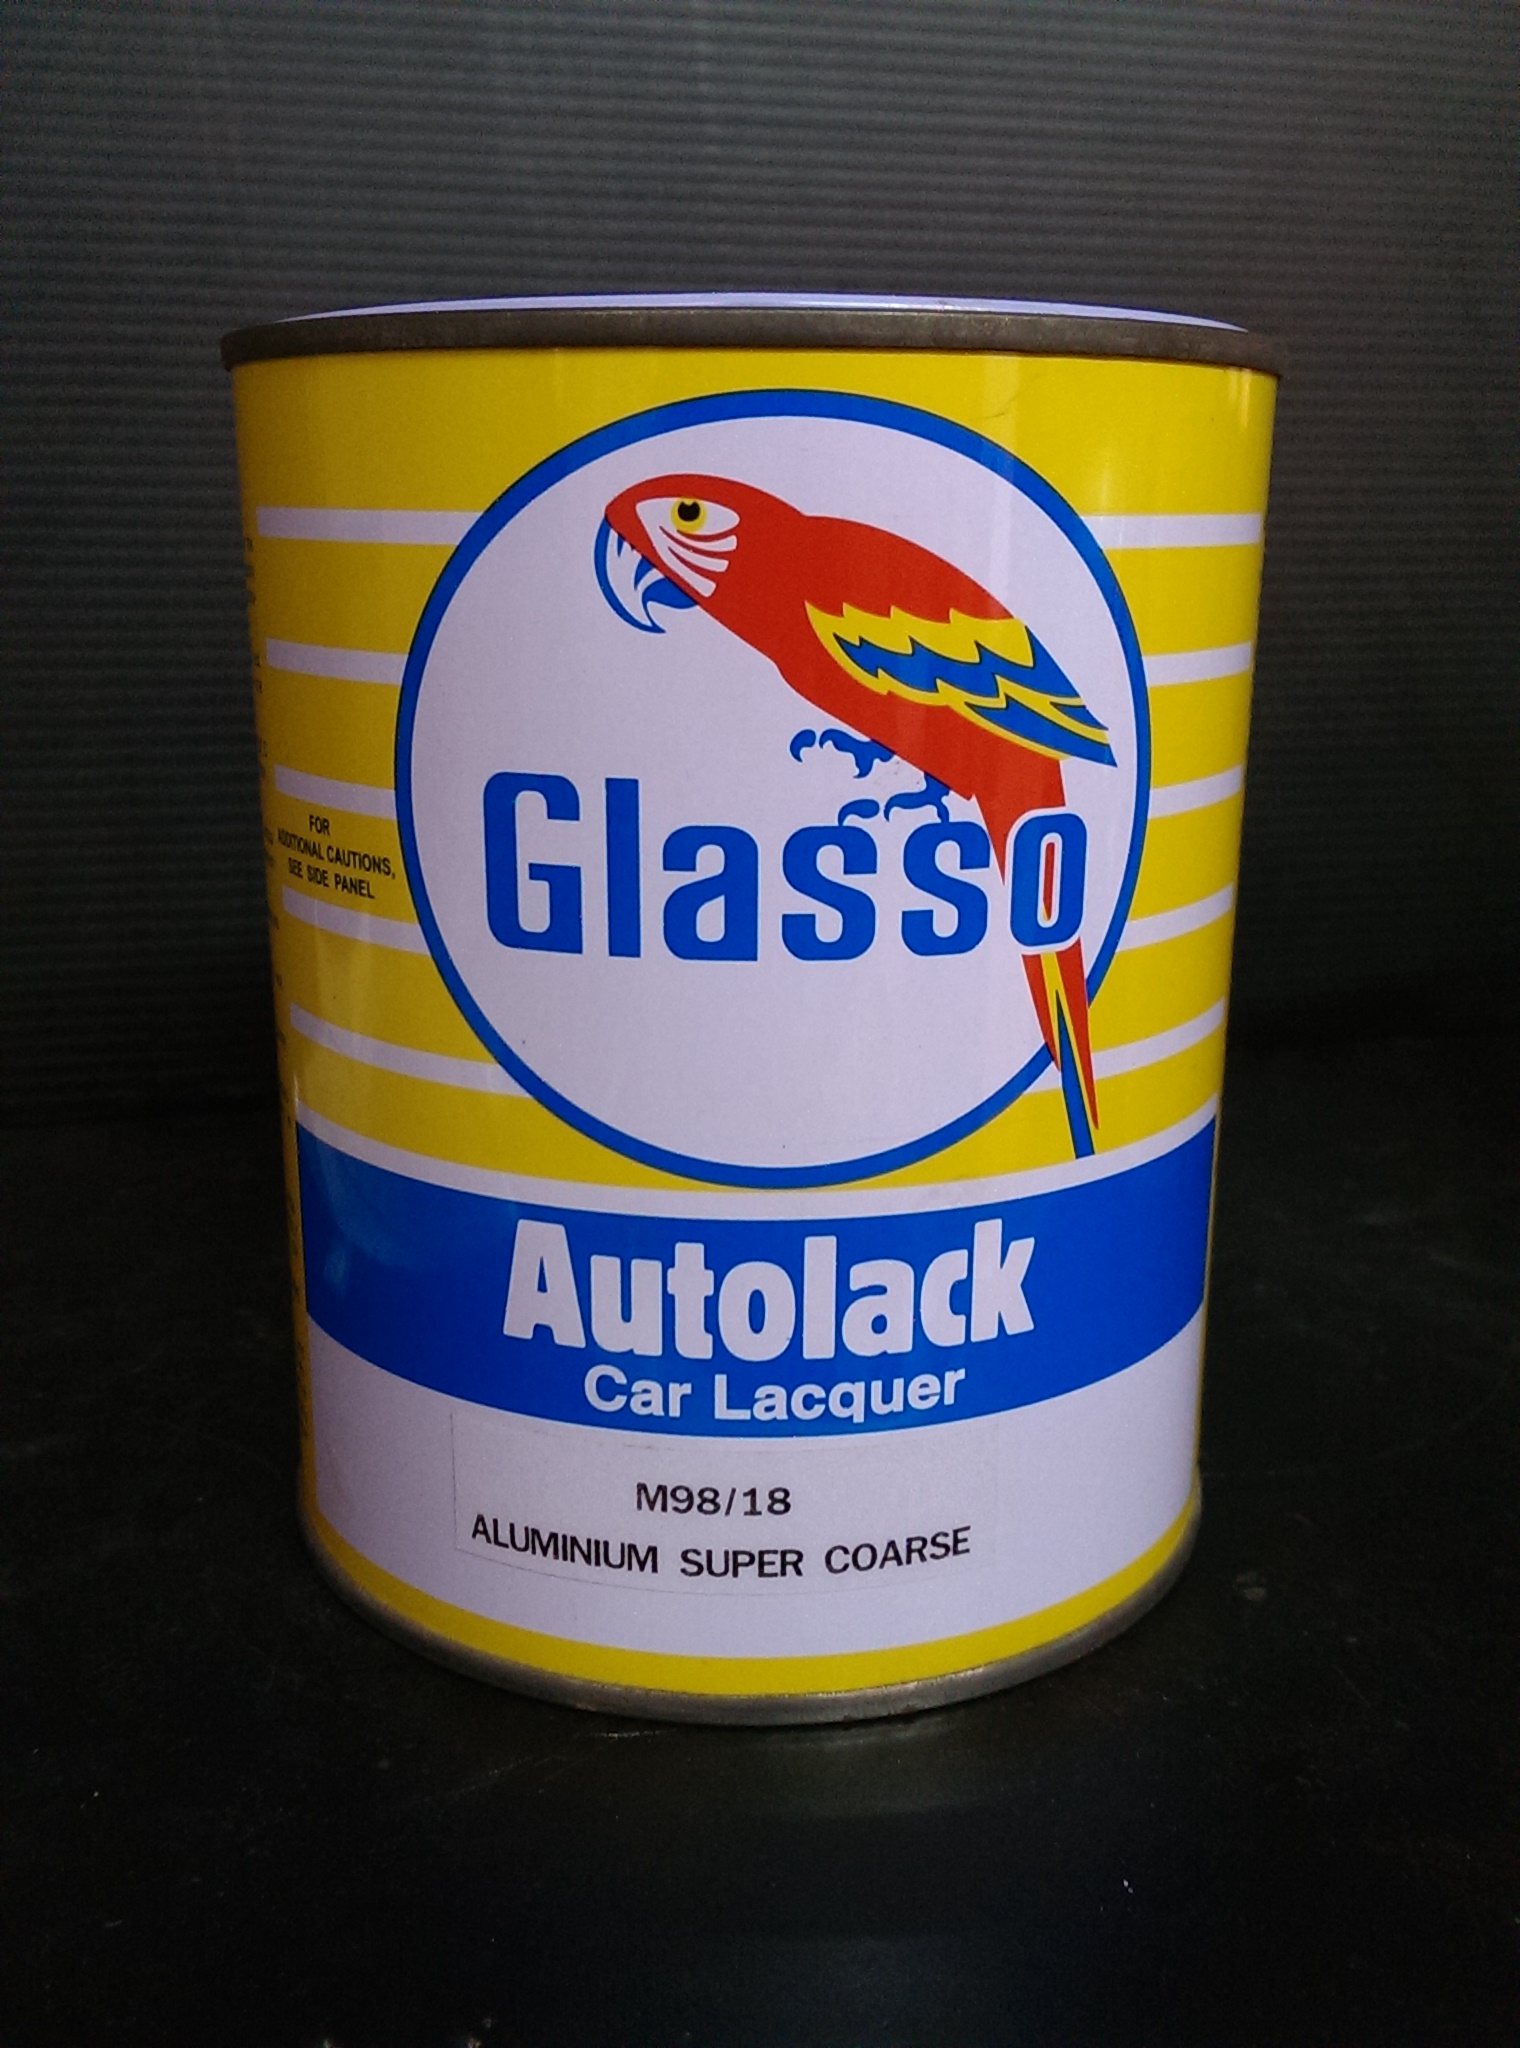 Glasso
FOR
ADDITIONAL CAUTIONS,
SEE SIDE PANEL
Autolack
Car Lacquer
M98/18
ALUMINIUM SUPER COARSE